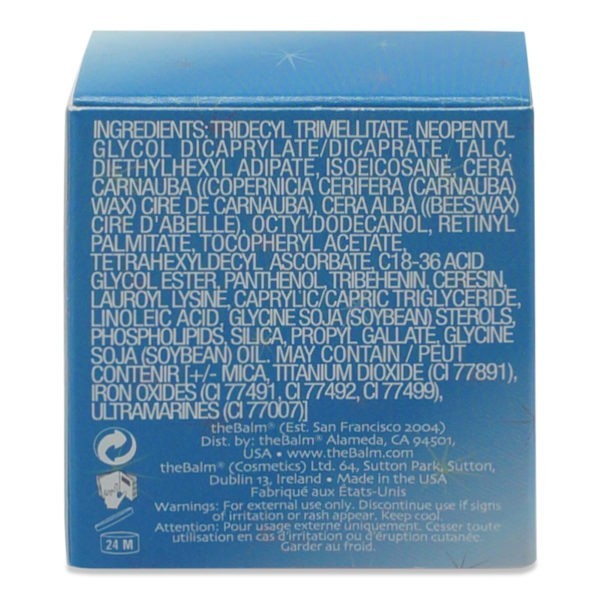 INGREDIENTS: TRIDECYL TRIMELLITATE, NEOPENTYL
GLYCOL DICAPRYLATE/DICAPRATE, TALC,
DIETHYLHEXYL ADIPATE, ISOEICOSANE, CERA
CARNAUBA ((COPERNICIA CERIFERA (CARNAUBA)
WAX) CIRE DE CARNAUBA), CERA ALBA ((BEESWAX)
CIRE D'ABEILLE), OCTYLDODECANOL, RETINYL
PALMITATE, TOCOPHERYL ACETATE,
TETRAHEXYLDECYL ASCORBATE, C18-36 ACID
GLYCOL ESTER, PANTHENOL, TRIBEHENIN, CERESIN,
LAUROYL LYSINE, CAPRYLIC/CAPRIC TRIGLYCERIDE,
LINOLEIC ACID, GLYCINE SOJA (SOYBEAN) STEROLS,
PHOSPHOLIPIDS, SILICA, PROPYL GALLATE, GLYCINE
SOJA (SOYBEAN) OIL. MAY CONTAIN / PEUT
CONTENIR [+/- MICA, TITANIUM DIOXIDE (CI 77891),
IRON OXIDES (CI 77491, CI 77492, CI 77499),
ULTRAMARINES (CI 77007)]
theBalm® (Est. San Francisco 2004)
Dist. by: theBalm® Alameda, CA 94501,
USA • www.theBalm.com
theBalm® (Cosmetics) Ltd. 64, Sutton Park, Sutton,
Dublin 13, Ireland • Made in the USA
Fabriqué aux États-Unis
Warnings: For external use only. Discontinue use if signs
of irritation or rash appear. Keep cool.
Attention: Pour usage externe uniquement. Cesser toute
utilisation en cas d'irritation ou d'éruption cutanée.
Garder au froid.
24 M